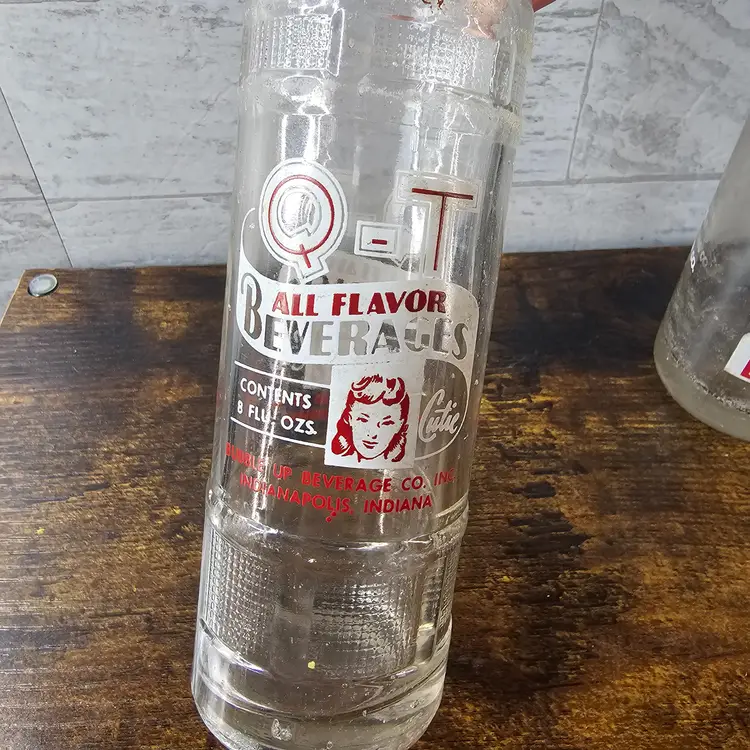 Q-T
ALL FLAVOR
BEVERAGES
CONTENTS
8 FLU. OZS.
Cutie
BUBBLE UP BEVERAGE CO. INC.
INDIANAPOLIS, INDIANA